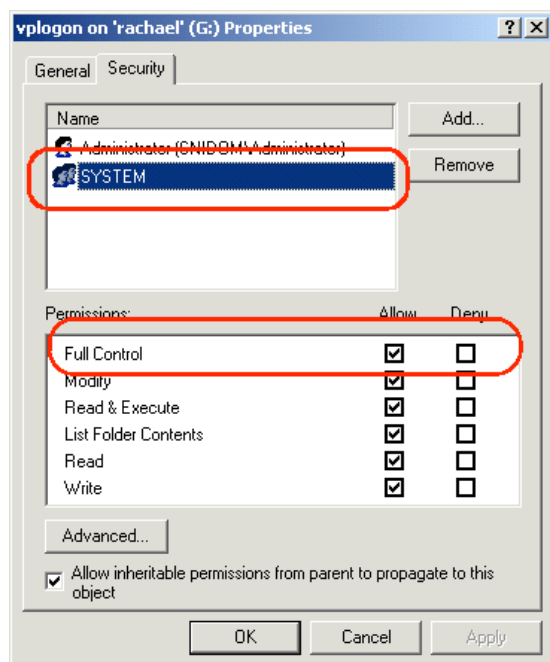 vplogon on 'rachael' (G:) Properties
General Security
Name
Add...
Administrator (SNIDOM\Administrator)
Remove
SYSTEM
Permissions: Allow Deny
Full Control
Modify
Read & Execute
List Folder Contents
Read
Write
Advanced...
Allow inheritable permissions from parent to propagate to this
object
OK Cancel Apply